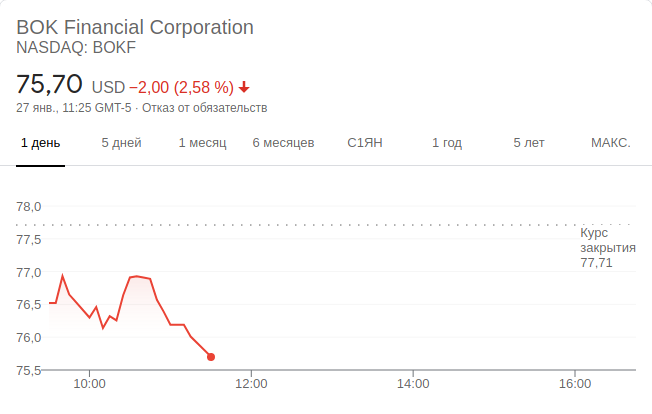 BOK Financial Corporation
NASDAQ: BOKF
75,70 USD −2,00 (2,58 %)
27 янв., 11:25 GMT-5 · Отказ от обязательств
1 день 5 дней 1 месяц 6 месяцев С1ЯН 1 год 5 лет МАКС.
78,0
77,5
77,0
76,5
76,0
75,5
Курс
закрытия
77,71
10:00 12:00 14:00 16:00